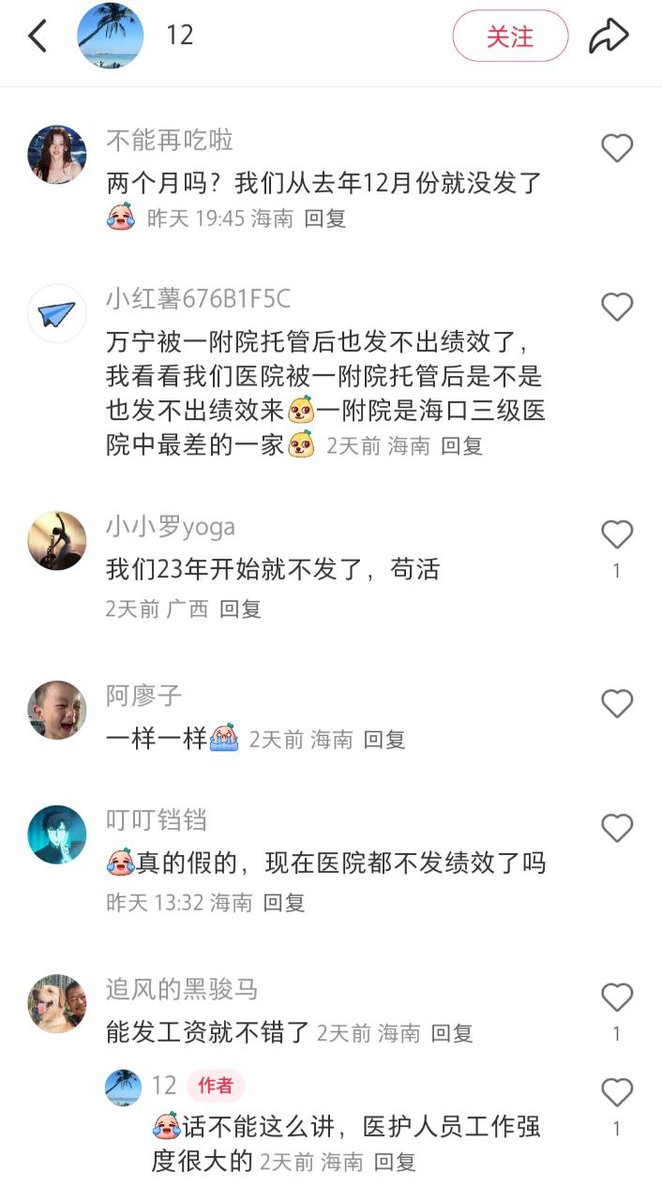 12
关注
不能再吃啦
两个月吗？我们从去年12月份就没发了
昨天 19:45 海南 回复
小红薯676B1F5C
万宁被一附院托管后也发不出绩效了，
我看看我们医院被一附院托管后是不是
也发不出绩效来一附院是海口三级医
院中最差的一家 2天前 海南 回复
小小罗yoga
我们23年开始就不发了，苟活
1
2天前 广西 回复
阿廖子
一样一样 2天前 海南 回复
叮叮铛铛
真的假的，现在医院都不发绩效了吗
昨天 13:32 海南 回复
追风的黑骏马
能发工资就不错了 2天前 海南 回复
1
12 作者
话不能这么讲，医护人员工作强
1
度很大的 2天前 海南 回复